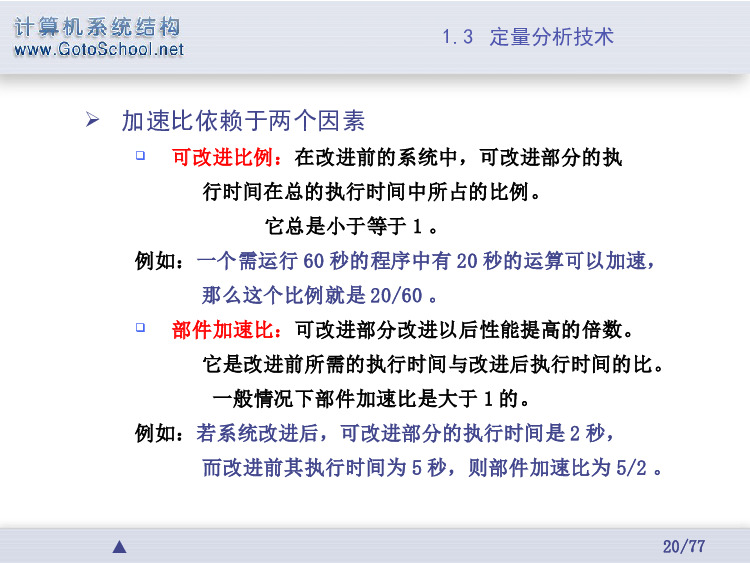 计算机系统结构
www.GotoSchool.net
1.3 定量分析技术
加速比依赖于两个因素
可改进比例：在改进前的系统中，可改进部分的执
行时间在总的执行时间中所占的比例。
它总是小于等于 1 。
例如：一个需运行 60 秒的程序中有 20 秒的运算可以加速，
那么这个比例就是 20/60 。
部件加速比：可改进部分改进以后性能提高的倍数。
它是改进前所需的执行时间与改进后执行时间的比。
一般情况下部件加速比是大于 1 的。
例如：若系统改进后，可改进部分的执行时间是 2 秒，
而改进前其执行时间为 5 秒，则部件加速比为 5/2 。
20/77